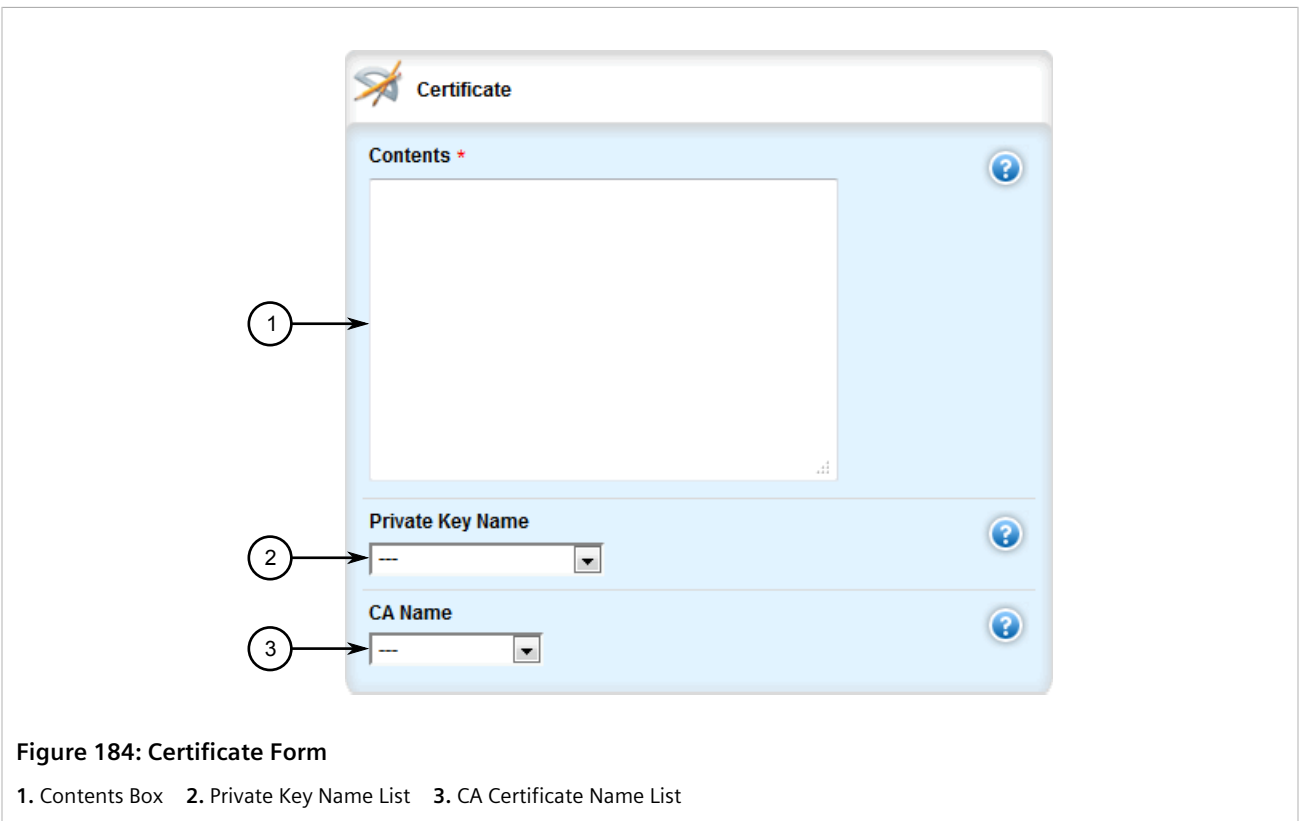 Certificate
Contents *
?
1
Private Key Name
?
2
---
CA Name
?
3
---
Figure 184: Certificate Form
1. Contents Box 2. Private Key Name List 3. CA Certificate Name List